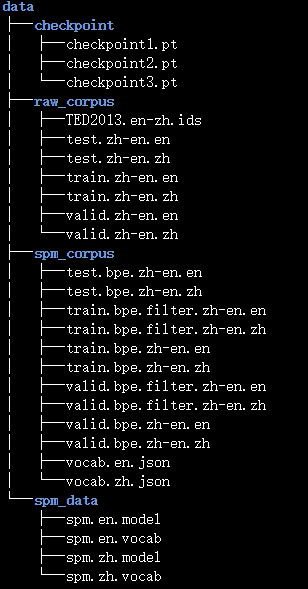 data
checkpoint
checkpoint1.pt
checkpoint2.pt
checkpoint3.pt
raw_corpus
TED2013.en-zh.ids
test.zh-en.en
test.zh-en.zh
train.zh-en.en
train.zh-en.zh
valid.zh-en.en
valid.zh-en.zh
spm_corpus
test.bpe.zh-en.en
test.bpe.zh-en.zh
train.bpe.filter.zh-en.en
train.bpe.filter.zh-en.zh
train.bpe.zh-en.en
train.bpe.zh-en.zh
valid.bpe.filter.zh-en.en
valid.bpe.filter.zh-en.zh
valid.bpe.zh-en.en
valid.bpe.zh-en.zh
vocab.en.json
vocab.zh.json
spm_data
spm.en.model
spm.en.vocab
spm.zh.model
spm.zh.vocab